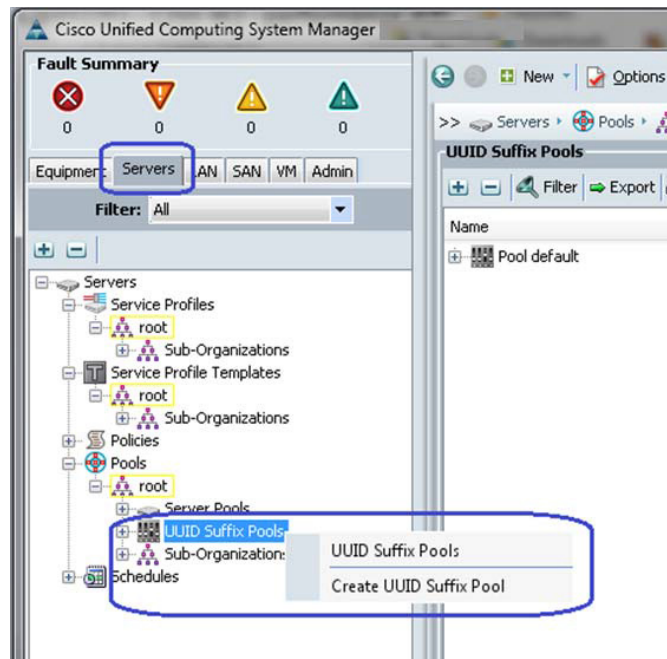 Cisco Unified Computing System Manager
Fault Summary
0 0 0 0
Equipment Servers LAN SAN VM Admin
Filter: All
Servers
Service Profiles
root
Sub-Organizations
Service Profile Templates
root
Sub-Organizations
Policies
Pools
root
Server Pools
UUID Suffix Pools
Sub-Organizations
Schedules
UUID Suffix Pools
Create UUID Suffix Pool
New Options
>> Servers Pools
UUID Suffix Pools
Filter Export
Name
Pool default